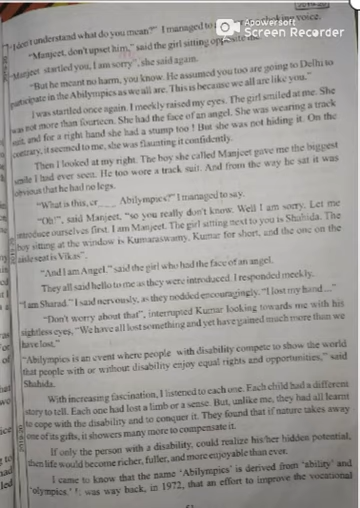 2019-20
Apowersoft
Screen Recorder
"I don't understand what do you mean?" I managed to voice.
"Manjeet, don't upset him," said the girl sitting opposite me.
"Manjeet startled you, I am sorry", she said again.
"But he meant no harm, you know. He assumed you too are going to Delhi to
participate in the Abilympics as we all are. This is because we all are like you."
I was startled once again. I meekly raised my eyes. The girl smiled at me. She
was not more than fourteen. She had the face of an angel. She was wearing a track
suit, and for a right hand she had a stump too ! But she was not hiding it. On the
contrary, it seemed to me, she was flaunting it confidently.
Then I looked at my right. The boy she called Manjeet gave me the biggest
smile I had ever seen. He too wore a track suit. And from the way he sat it was
obvious that he had no legs.
"What is this, er___ Abilympics?" I managed to say.
"Oh!", said Manjeet, "so you really don't know. Well I am sorry. Let me
introduce ourselves first. I am Manjeet. The girl sitting next to you is Shahida. The
boy sitting at the window is Kumaraswamy, Kumar for short, and the one on the
aisle seat is Vikas".
"And I am Angel," said the girl who had the face of an angel.
They all said hello to me as they were introduced. I responded meekly.
"I am Sharad." I said nervously, as they nodded encouragingly. "I lost my hand...."
"Don't worry about that", interrupted Kumar looking towards me with his
sightless eyes, "We have all lost something and yet have gained much more than we
have lost,"
"Abilympics is an event where people with disability compete to show the world
that people with or without disability enjoy equal rights and opportunities," said
Shahida.
With increasing fascination, I listened to each one. Each child had a different
story to tell. Each one had lost a limb or a sense. But, unlike me, they had all learnt
to cope with the disability and to conquer it. They found that if nature takes away
one of its gifts, it showers many more to compensate it.
If only the person with a disability, could realize his/her hidden potential,
then life would become richer, fuller, and more enjoyable than ever.
I came to know that the name 'Abilympics' is derived from 'ability' and
'olympics.' It was way back, in 1972, that an effort to improve the vocational